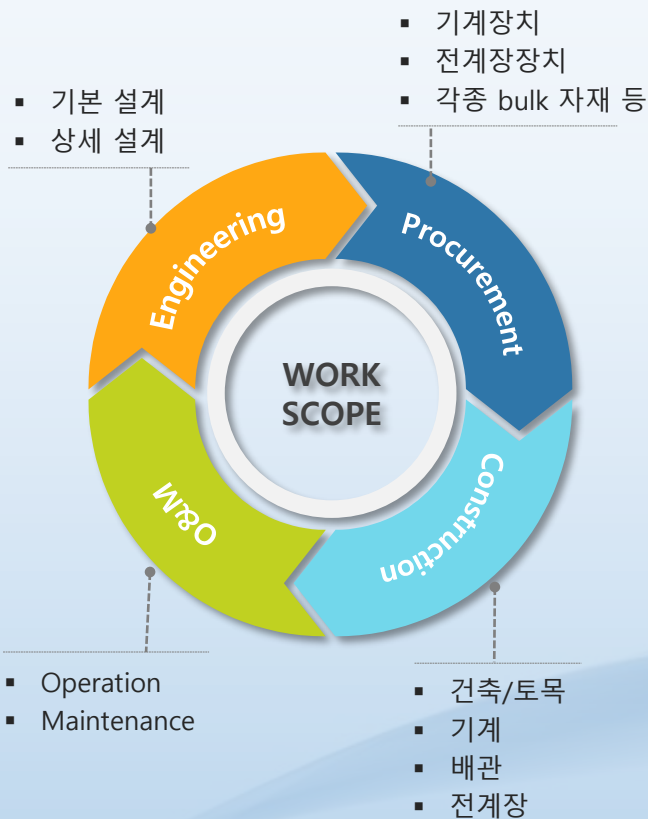 ▪ 기계장치
▪ 전계장장치
▪ 각종 bulk 자재 등
▪ 기본 설계
▪ 상세 설계
Engineering
Procurement
WORK
SCOPE
O&M
Construction
▪ Operation
▪ Maintenance
▪ 건축/토목
▪ 기계
▪ 배관
▪ 전계장